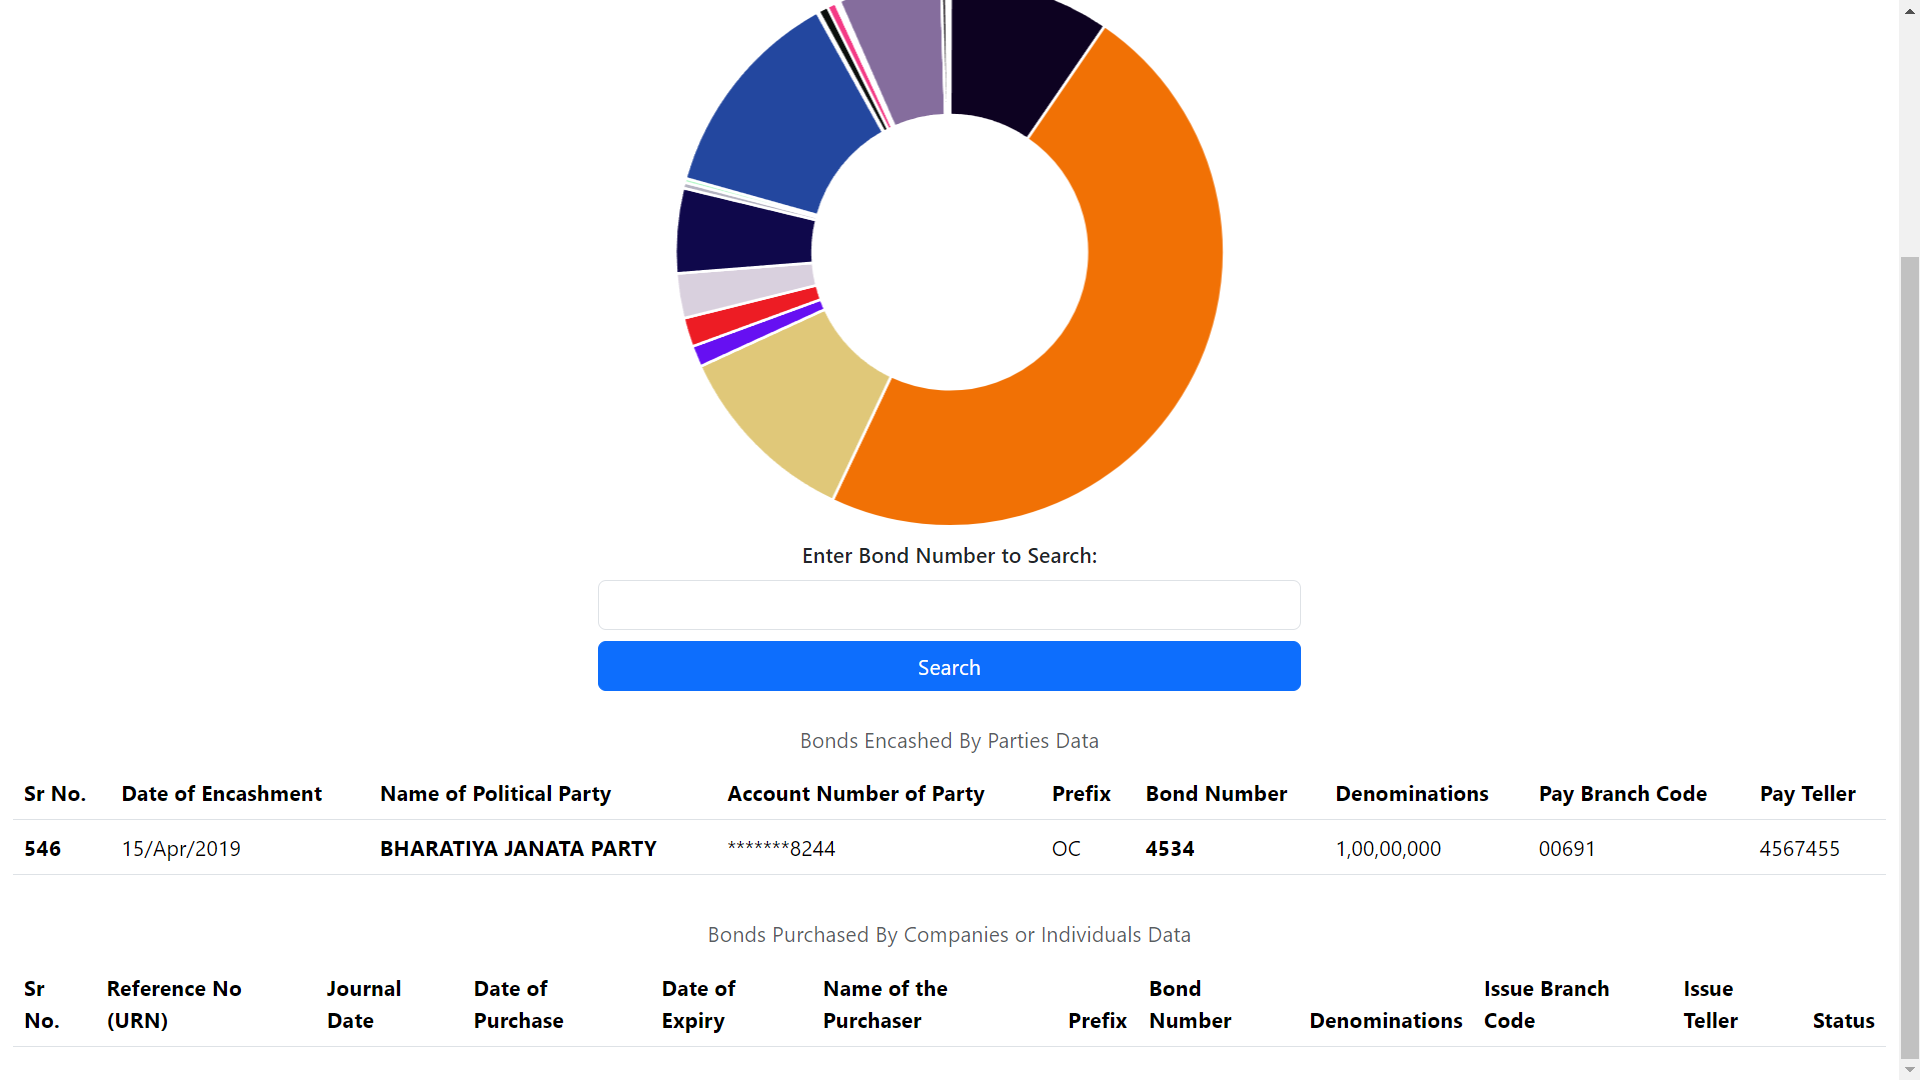 Enter Bond Number to Search:
Search
Bonds Encashed By Parties Data
Sr No. Date of Encashment Name of Political Party Account Number of Party Prefix Bond Number Denominations Pay Branch Code Pay Teller
546 15/Apr/2019 BHARATIYA JANATA PARTY *******8244 OC 4534 1,00,00,000 00691 4567455
Bonds Purchased By Companies or Individuals Data
Sr Reference No Journal Date of Date of Name of the Bond Issue Branch Issue
No. (URN) Date Purchase Expiry Purchaser Prefix Number Denominations Code Teller Status